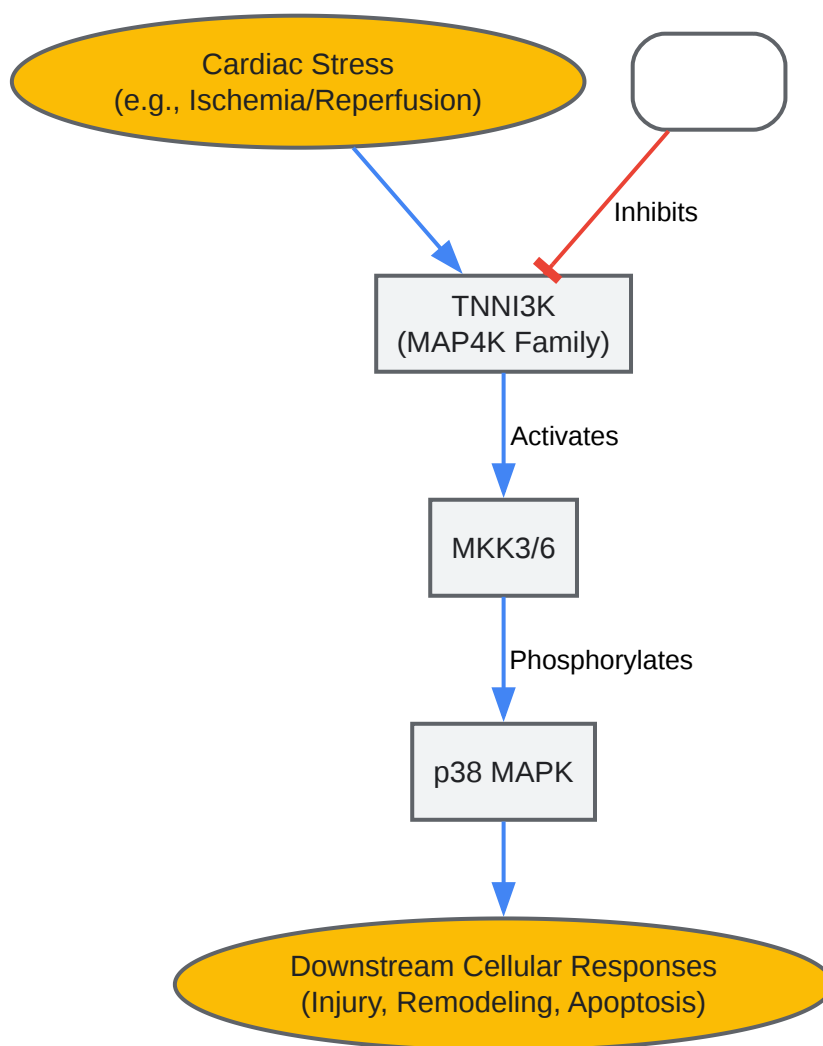 Cardiac Stress
(e.g., Ischemia/Reperfusion)
Inhibits
TNNI3K
(MAP4K Family)
Activates
MKK3/6
Phosphorylates
p38 MAPK
Downstream Cellular Responses
(Injury, Remodeling, Apoptosis)